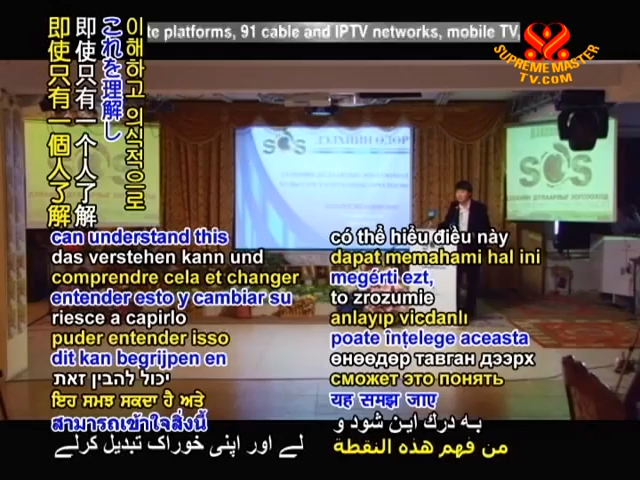 te platforms, 91 cable and IPTV networks, mobile TV,
SUPREME MASTER
TV.COM
即使只有一個人了解
即使只有一个人了解
これを理解し
이해하고 의식적으로
SOS
ДЭЛХИЙН ӨДӨР
SOS
can understand this
das verstehen kann und
comprendre cela et changer
entender esto y cambiar su
riesce a capirlo
puder entender isso
dit kan begrijpen en
יכול להבין זאת
ਇਹ ਸਮਝ ਸਕਦਾ ਹੈ ਅਤੇ
สามารถเข้าใจสิ่งนี้
لے اور اپنی خوراک تبدیل کرلے
có thể hiểu điều này
dapat memahami hal ini
megérti ezt,
to zrozumie
anlayıp vicdanlı
poate înţelege aceasta
өнөөдөр тавган дээрх
сможет это понять
यह समझ जाए
به درك این شود و
من فهم هذه النقطة